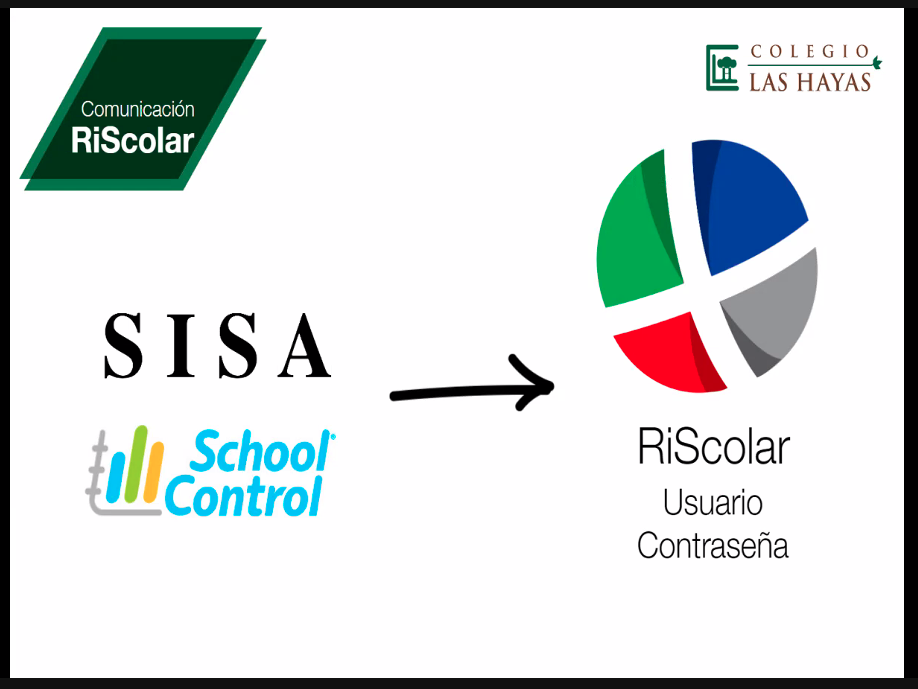 Comunicación
RiScolar
COLEGIO
LAS HAYAS
SISA
School®
Control
RiScolar
Usuario
Contraseña